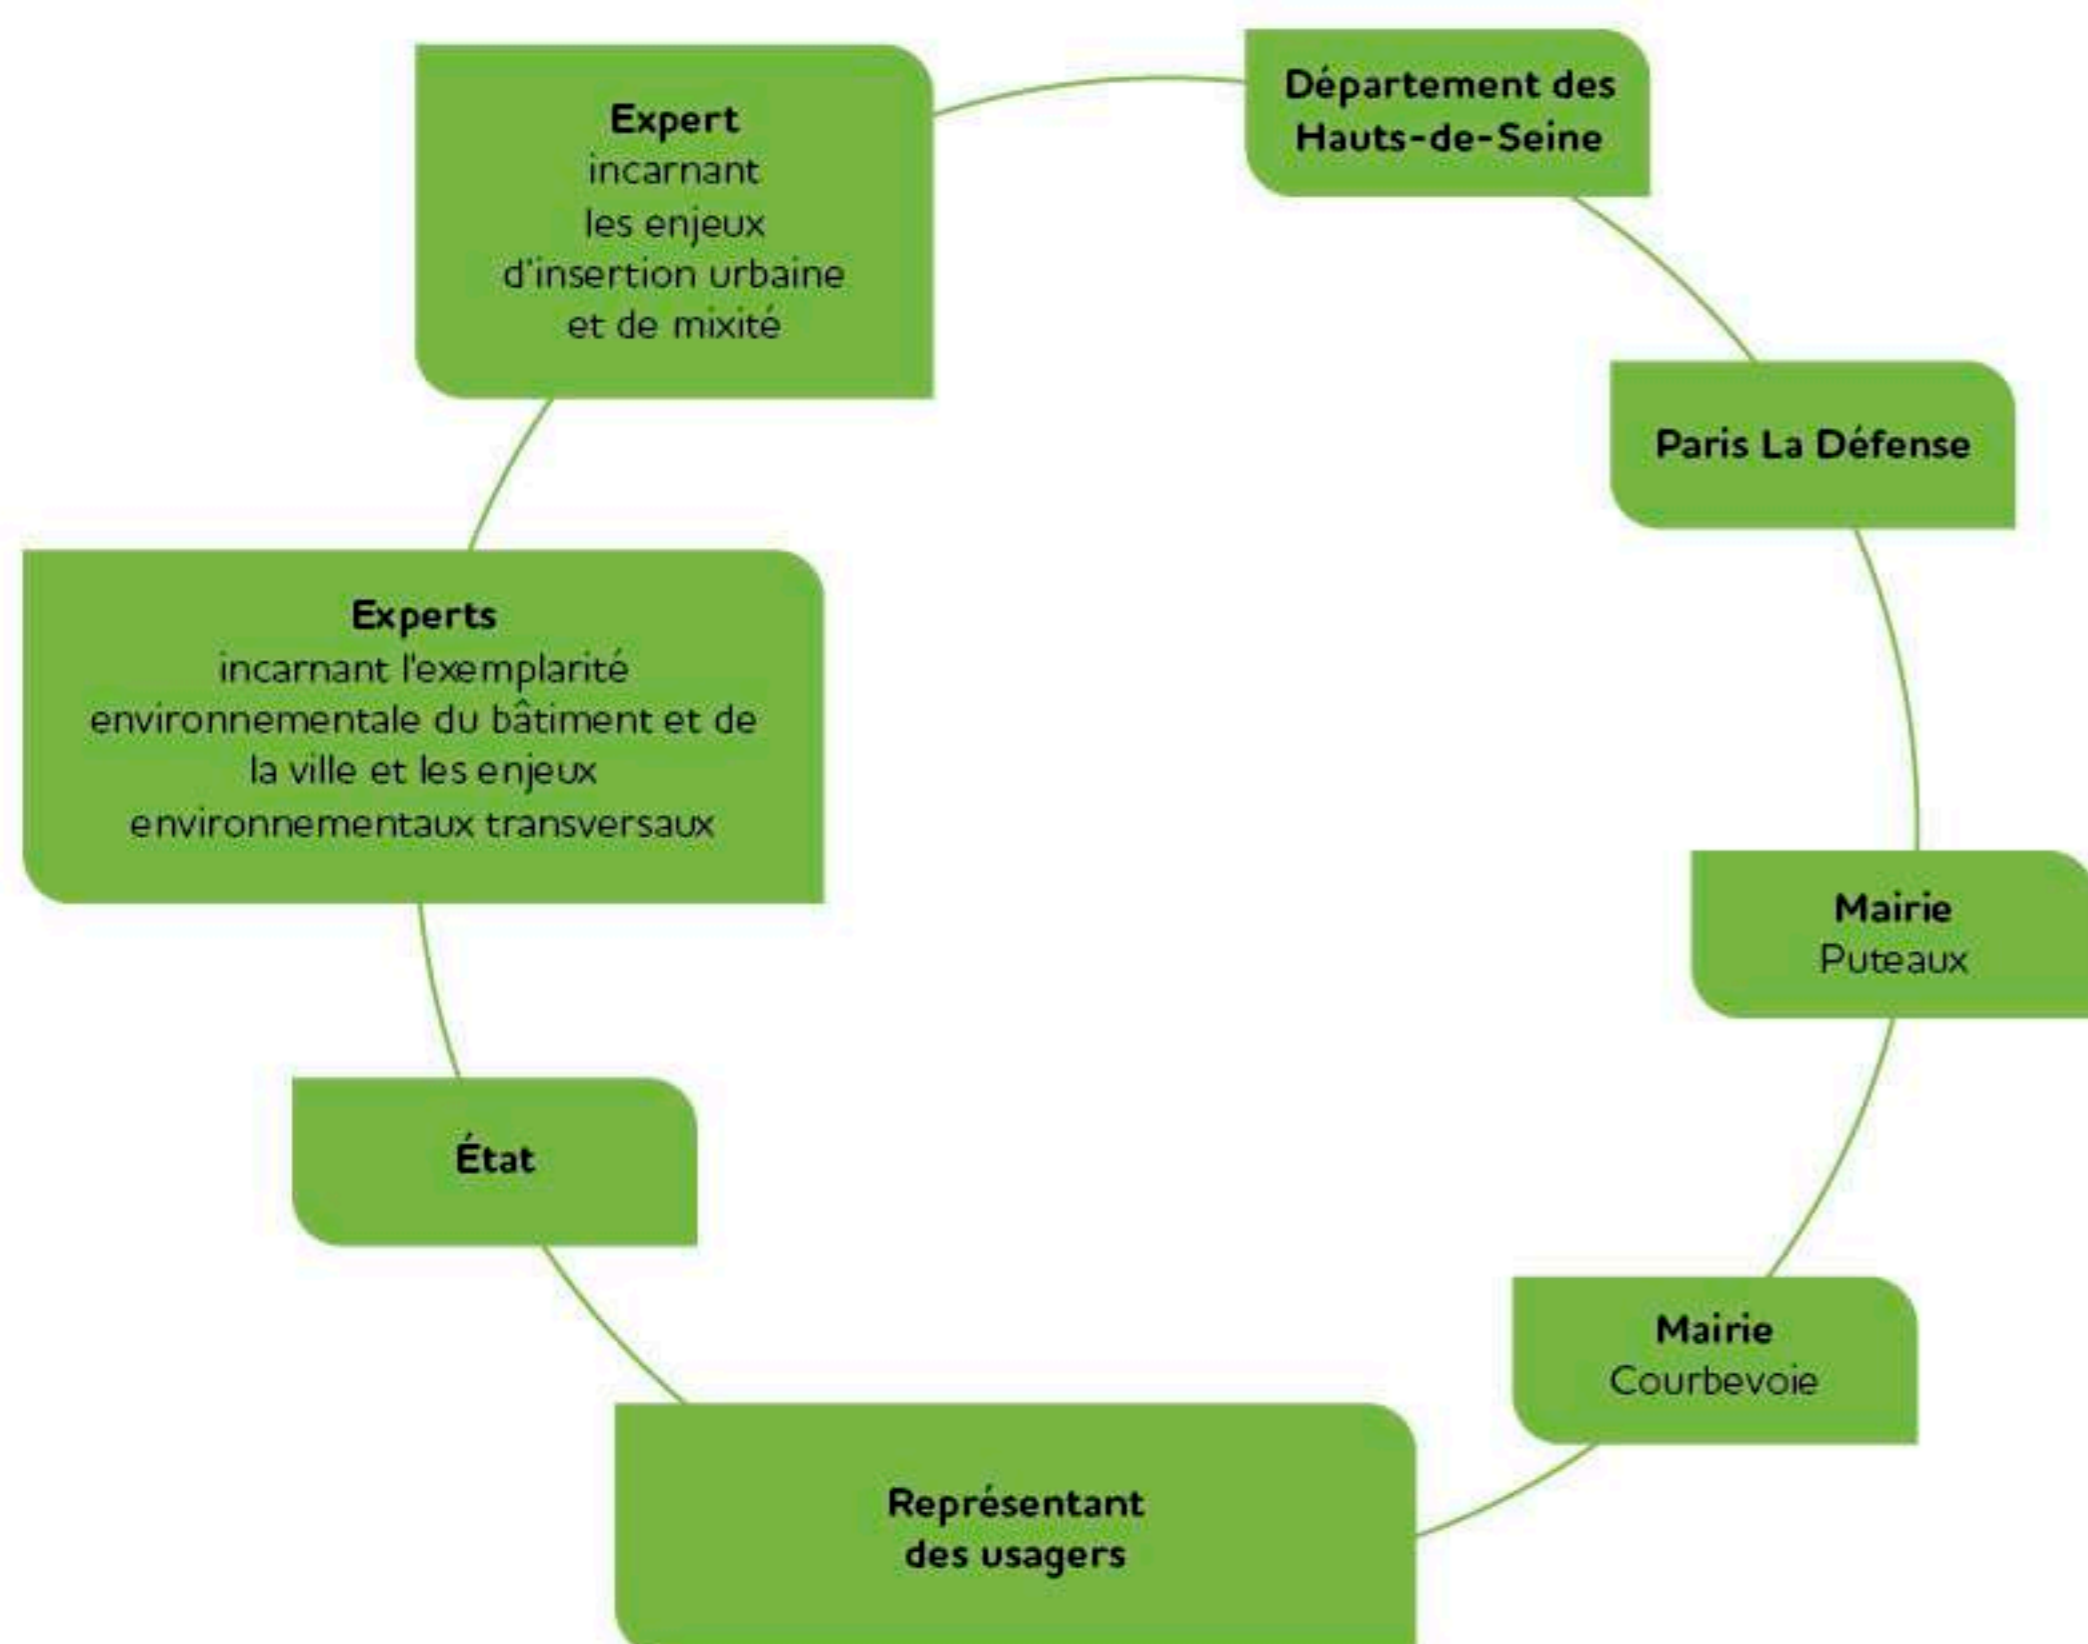 Expert
incarnant
les enjeux
d'insertion urbaine
et de mixité
Département des
Hauts-de-Seine
Paris La Défense
Experts
incarnant l'exemplarité
environnementale du bâtiment et de
la ville et les enjeux
environnementaux transversaux
Mairie
Puteaux
État
Mairie
Courbevoie
Représentant
des usagers